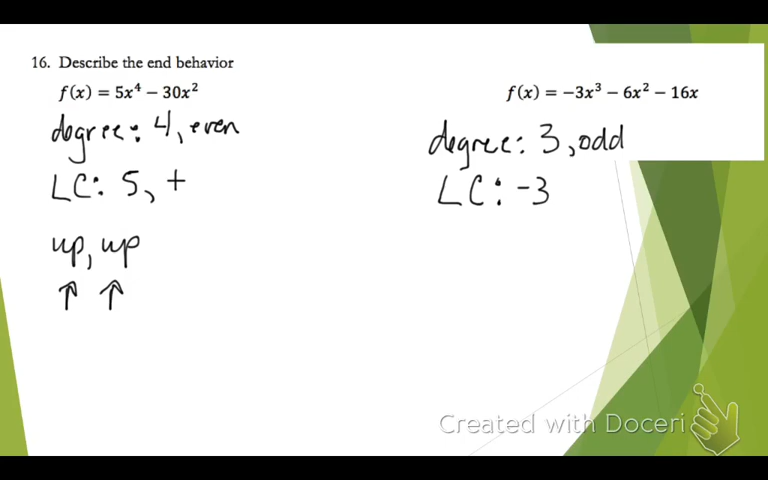 16. Describe the end behavior
f(x) = 5x⁴ − 30x²
degree: 4, even
LC: 5, +
up, up
↑ ↑
f(x) = −3x³ − 6x² − 16x
degree: 3, odd
LC: -3
Created with Doceri